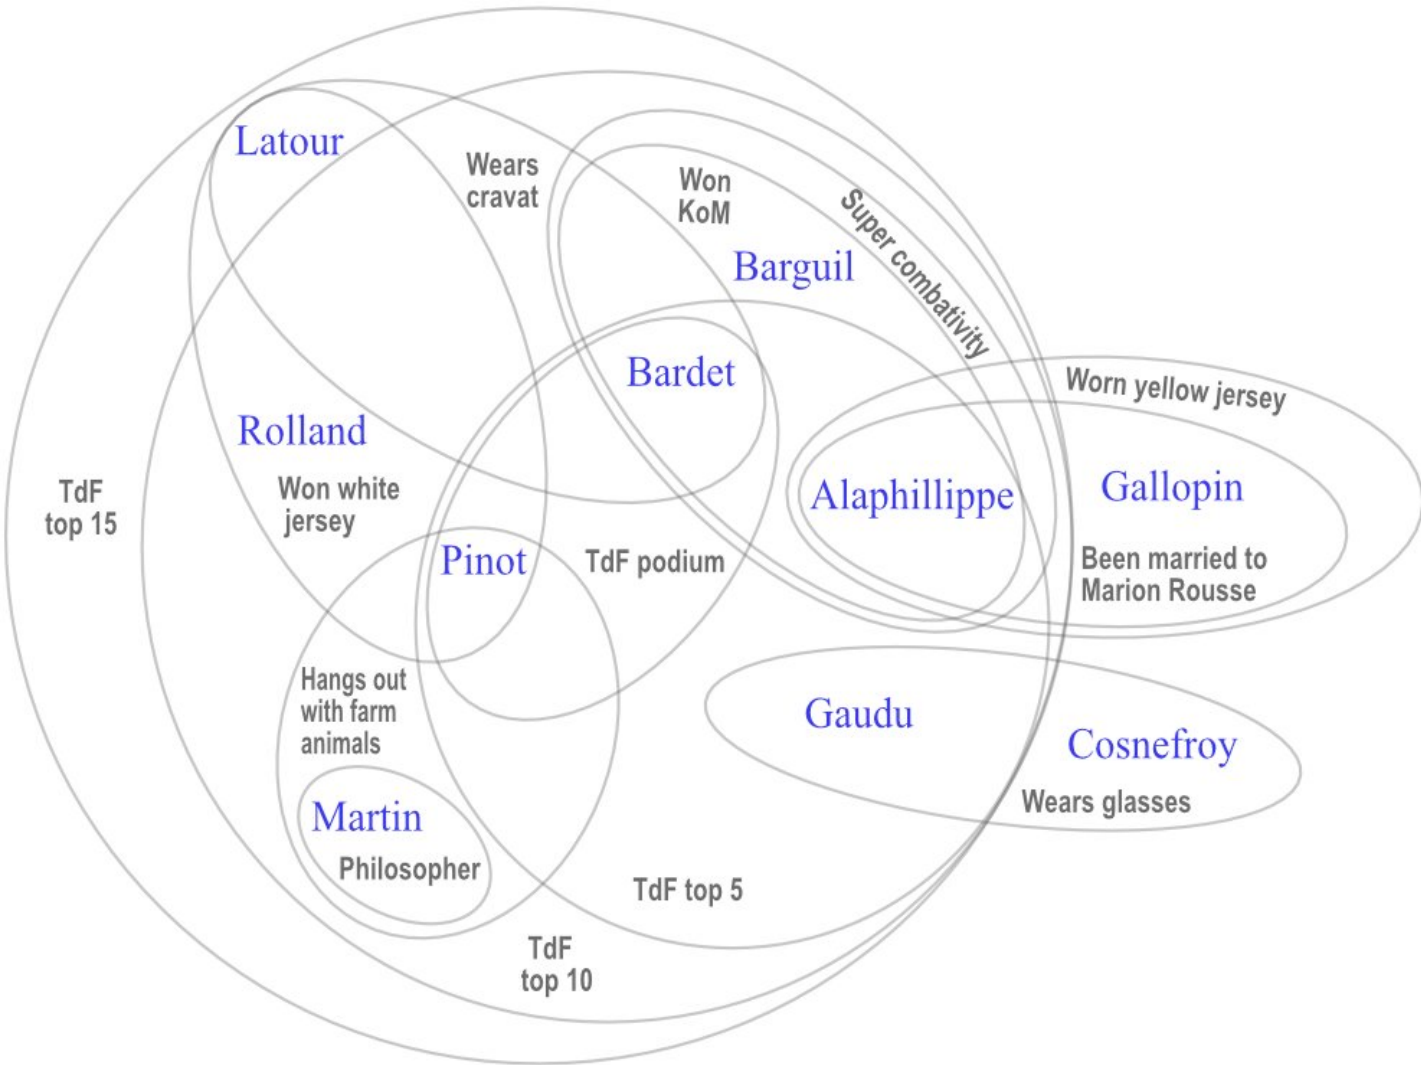 Latour
Wears
cravat
Won
KoM
Super combativity
Barguil
Bardet
Worn yellow jersey
Rolland
Alaphillippe
Gallopin
TdF
top 15
Won white
jersey
Pinot
TdF podium
Been married to
Marion Rousse
Hangs out
with farm
animals
Gaudu
Cosnefroy
Wears glasses
Martin
Philosopher
TdF top 5
TdF
top 10